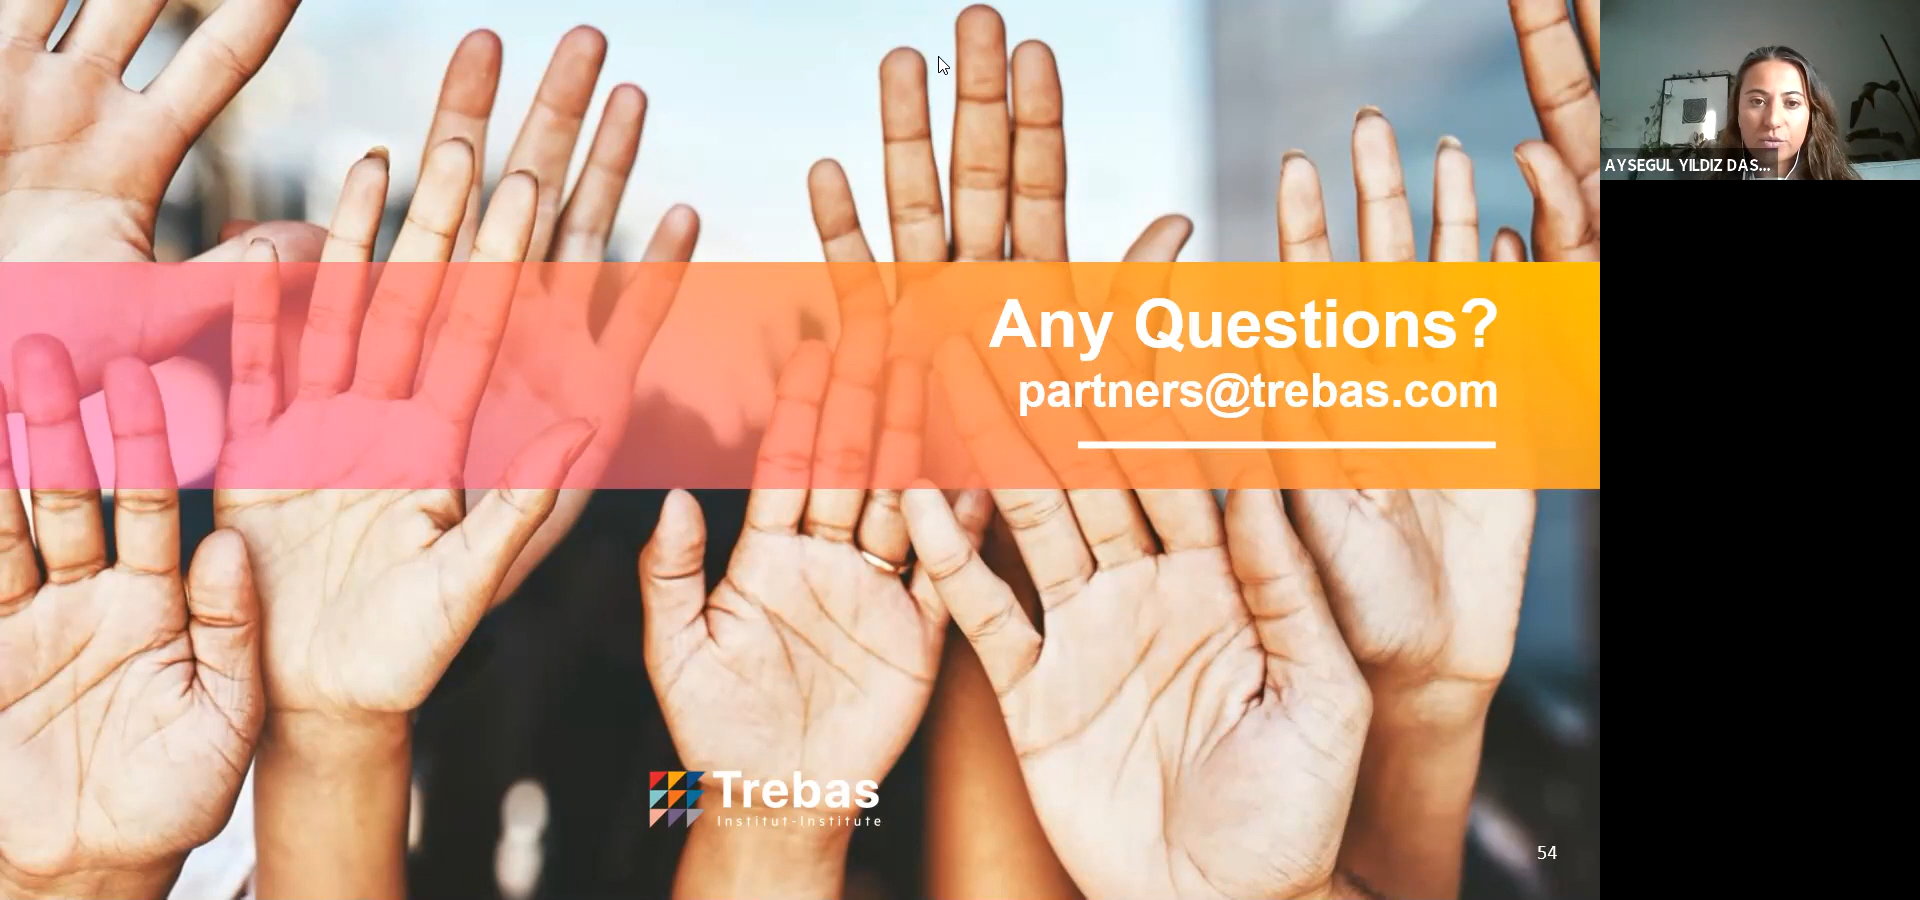 Any Questions?
partners@trebas.com
Trebas
Institut-Institute
54
AYSEGUL YILDIZ DAS...